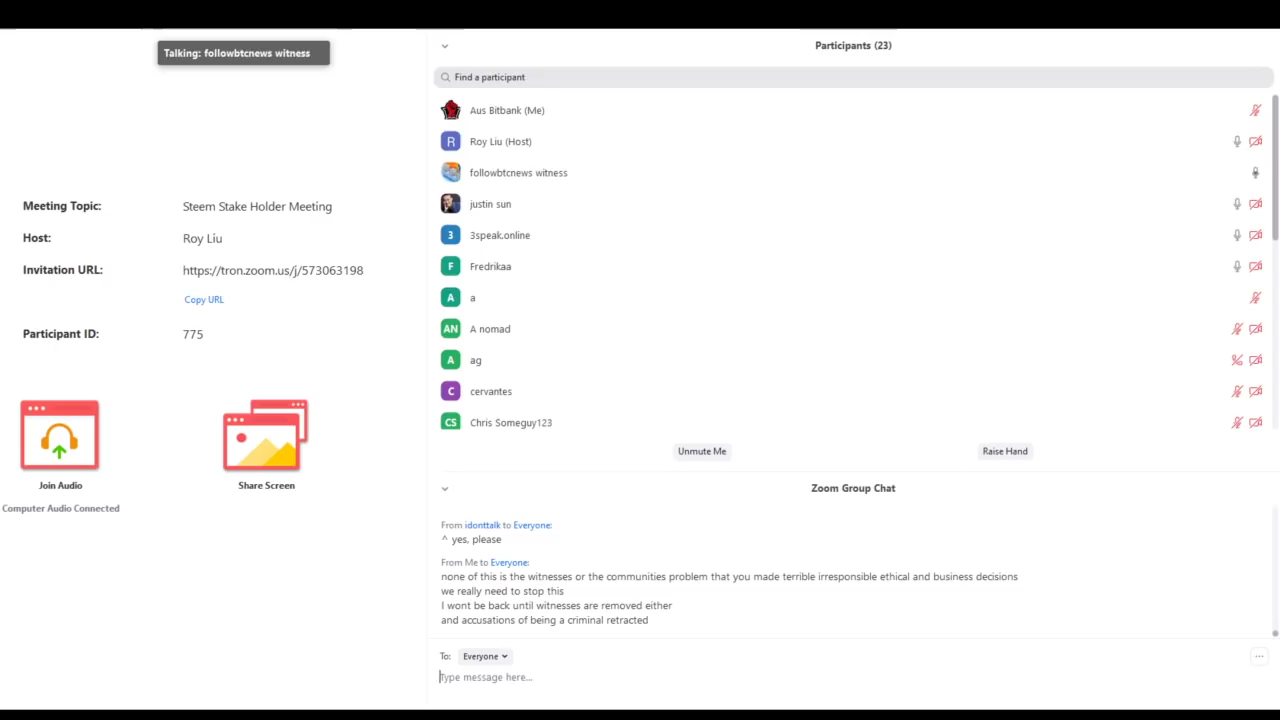 Talking: followbtcnews witness
Meeting Topic: Steem Stake Holder Meeting
Host: Roy Liu
Invitation URL: https://tron.zoom.us/j/573063198
Copy URL
Participant ID: 775
Join Audio
Computer Audio Connected
Share Screen
Participants (23)
Find a participant
Aus Bitbank (Me)
R Roy Liu (Host)
followbtcnews witness
justin sun
3 3speak.online
F Fredrikaa
A a
AN A nomad
A ag
C cervantes
CS Chris Someguy123
Unmute Me
Raise Hand
Zoom Group Chat
From idonttalk to Everyone:
^ yes, please
From Me to Everyone:
none of this is the witnesses or the communities problem that you made terrible irresponsible ethical and business decisions
we really need to stop this
I wont be back until witnesses are removed either
and accusations of being a criminal retracted
To: Everyone
Type message here...